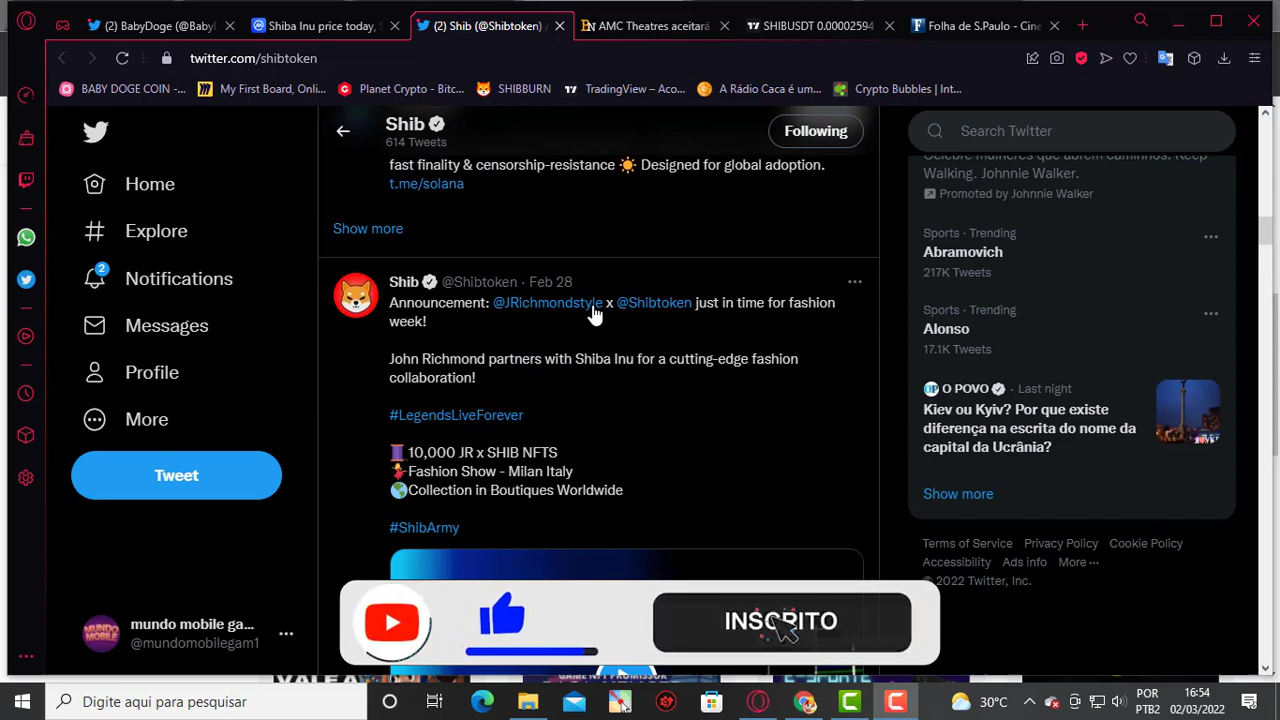 (2) BabyDoge (@BabyD
Shiba Inu price today, S
Shib (@Shibtoken) /
AMC Theatres aceitará
SHIBUSDT 0.00002594
Folha de S.Paulo - Cine
twitter.com/shibtoken
BABY DOGE COIN -...
My First Board, Onli...
Planet Crypto - Bitc...
SHIBBURN
TradingView – Aco...
A Rádio Caca é um...
Crypto Bubbles | Int...
Home
Explore
2
Notifications
Messages
Profile
More
Tweet
mundo mobile ga...
@mundomobilegam1
Shib
614 Tweets
Following
fast finality & censorship-resistance ☀️ Designed for global adoption.
t.me/solana
Show more
Shib @Shibtoken · Feb 28
Announcement: @JRichmondstyle x @Shibtoken just in time for fashion
week!
John Richmond partners with Shiba Inu for a cutting-edge fashion
collaboration!
#LegendsLiveForever
🧵10,000 JR x SHIB NFTS
💃Fashion Show - Milan Italy
🌎Collection in Boutiques Worldwide
#ShibArmy
INSCRITO
Search Twitter
Celebre mulheres que abrem caminhos. Keep
Walking. Johnnie Walker.
Promoted by Johnnie Walker
Sports · Trending
Abramovich
217K Tweets
Sports · Trending
Alonso
17.1K Tweets
O POVO · Last night
Kiev ou Kyiv? Por que existe
diferença na escrita do nome da
capital da Ucrânia?
Show more
Terms of Service Privacy Policy Cookie Policy
Accessibility Ads info More ···
© 2022 Twitter, Inc.
Digite aqui para pesquisar
30°C
POR
PTB2
16:54
02/03/2022